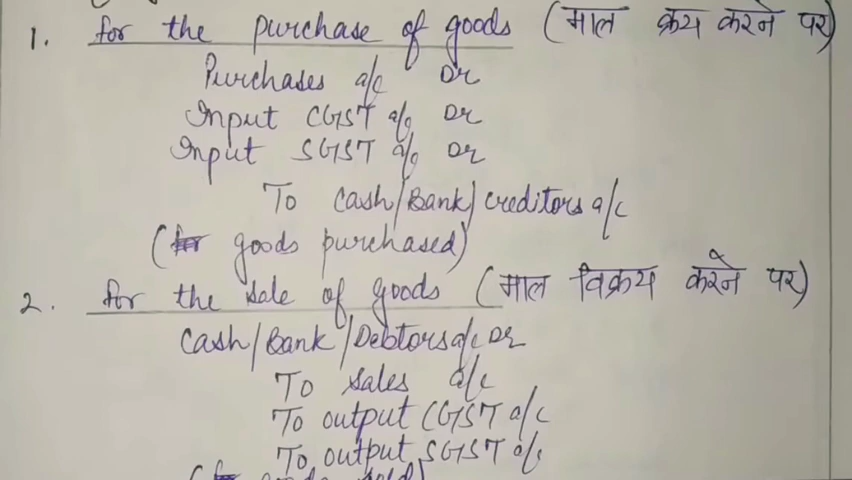 1. for the purchase of goods (माल क्रय करने पर)
Purchases a/c Dr
Input CGST a/c Dr
Input SGST a/c Dr
To Cash/Bank/creditors a/c
(for goods purchased)
2. for the sale of goods (माल विक्रय करने पर)
Cash/Bank/Debtors a/c Dr
To sales a/c
To output CGST a/c
To output SGST a/c